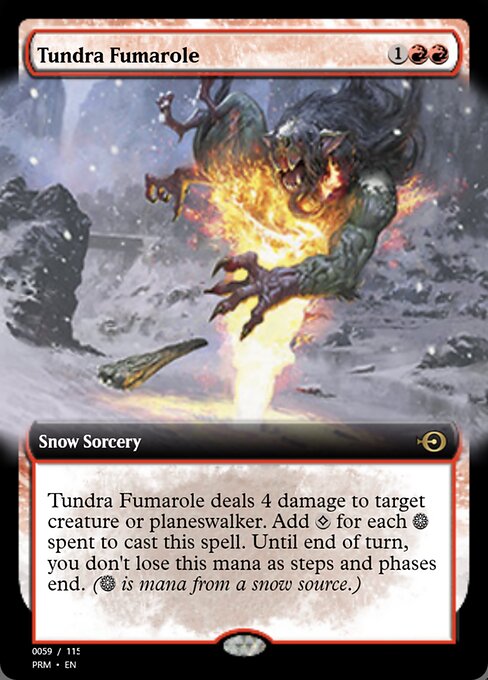 Tundra Fumarole 1
Snow Sorcery
Tundra Fumarole deals 4 damage to target
creature or planeswalker. Add for each
spent to cast this spell. Until end of turn,
you don't lose this mana as steps and phases
end. ( is mana from a snow source.)
0059 / 115
PRM • EN